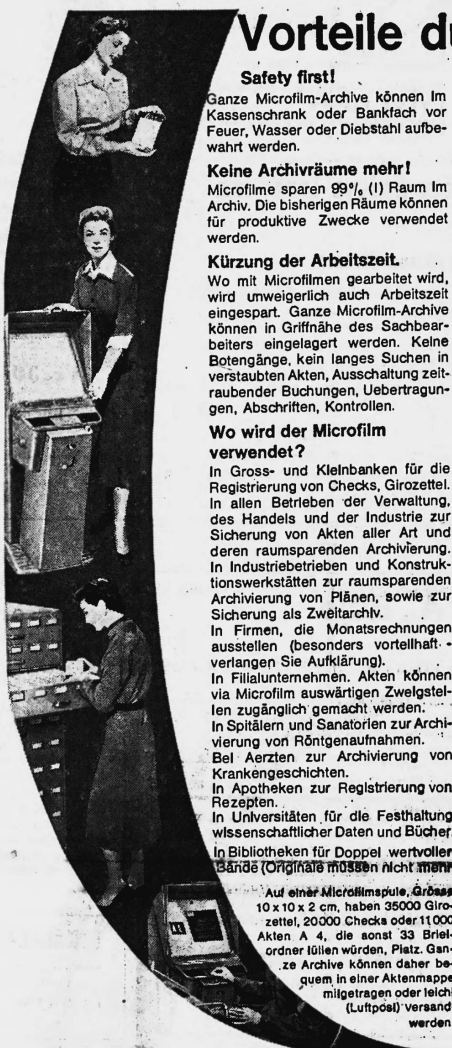 Vorteile du
Safety first!
Ganze Microfilm-Archive können im
Kassenschrank oder Bankfach vor
Feuer, Wasser oder Diebstahl aufbe-
wahrt werden.
Keine Archivräume mehr!
Microfilme sparen 99% (!) Raum im
Archiv. Die bisherigen Räume können
für produktive Zwecke verwendet
werden.
Kürzung der Arbeitszeit.
Wo mit Microfilmen gearbeitet wird,
wird unweigerlich auch Arbeitszeit
eingespart. Ganze Microfilm-Archive
können in Griffnähe des Sachbear-
beiters eingelagert werden. Keine
Botengänge, kein langes Suchen in
verstaubten Akten, Ausschaltung zeit-
raubender Buchungen, Uebertragun-
gen, Abschriften, Kontrollen.
Wo wird der Microfilm
verwendet?
In Gross- und Kleinbanken für die
Registrierung von Checks, Girozettel.
In allen Betrieben der Verwaltung,
des Handels und der Industrie zur
Sicherung von Akten aller Art und
deren raumsparenden Archivierung.
In Industriebetrieben und Konstruk-
tionswerkstätten zur raumsparenden
Archivierung von Plänen, sowie zur
Sicherung als Zweitarchiv.
In Firmen, die Monatsrechnungen
ausstellen (besonders vorteilhaft -
verlangen Sie Aufklärung).
In Filialunternehmen. Akten können
via Microfilm auswärtigen Zweigstel-
len zugänglich gemacht werden.
In Spitälern und Sanatorien zur Archi-
vierung von Röntgenaufnahmen.
Bei Aerzten zur Archivierung von
Krankengeschichten.
In Apotheken zur Registrierung von
Rezepten.
In Universitäten für die Festhaltung
wissenschaftlicher Daten und Bücher
In Bibliotheken für Doppel wertvoller
Bände (Originale müssen nicht mehr
Auf einer Microfilmspule, Grösse
10 x 10 x 2 cm, haben 35000 Giro-
zettel, 20000 Checks oder 11000
Akten A 4, die sonst 33 Brief-
ordner füllen würden, Platz. Gan-
ze Archive können daher be-
quem in einer Aktenmappe
mitgetragen oder leicht
(Luftpost) versand
werden